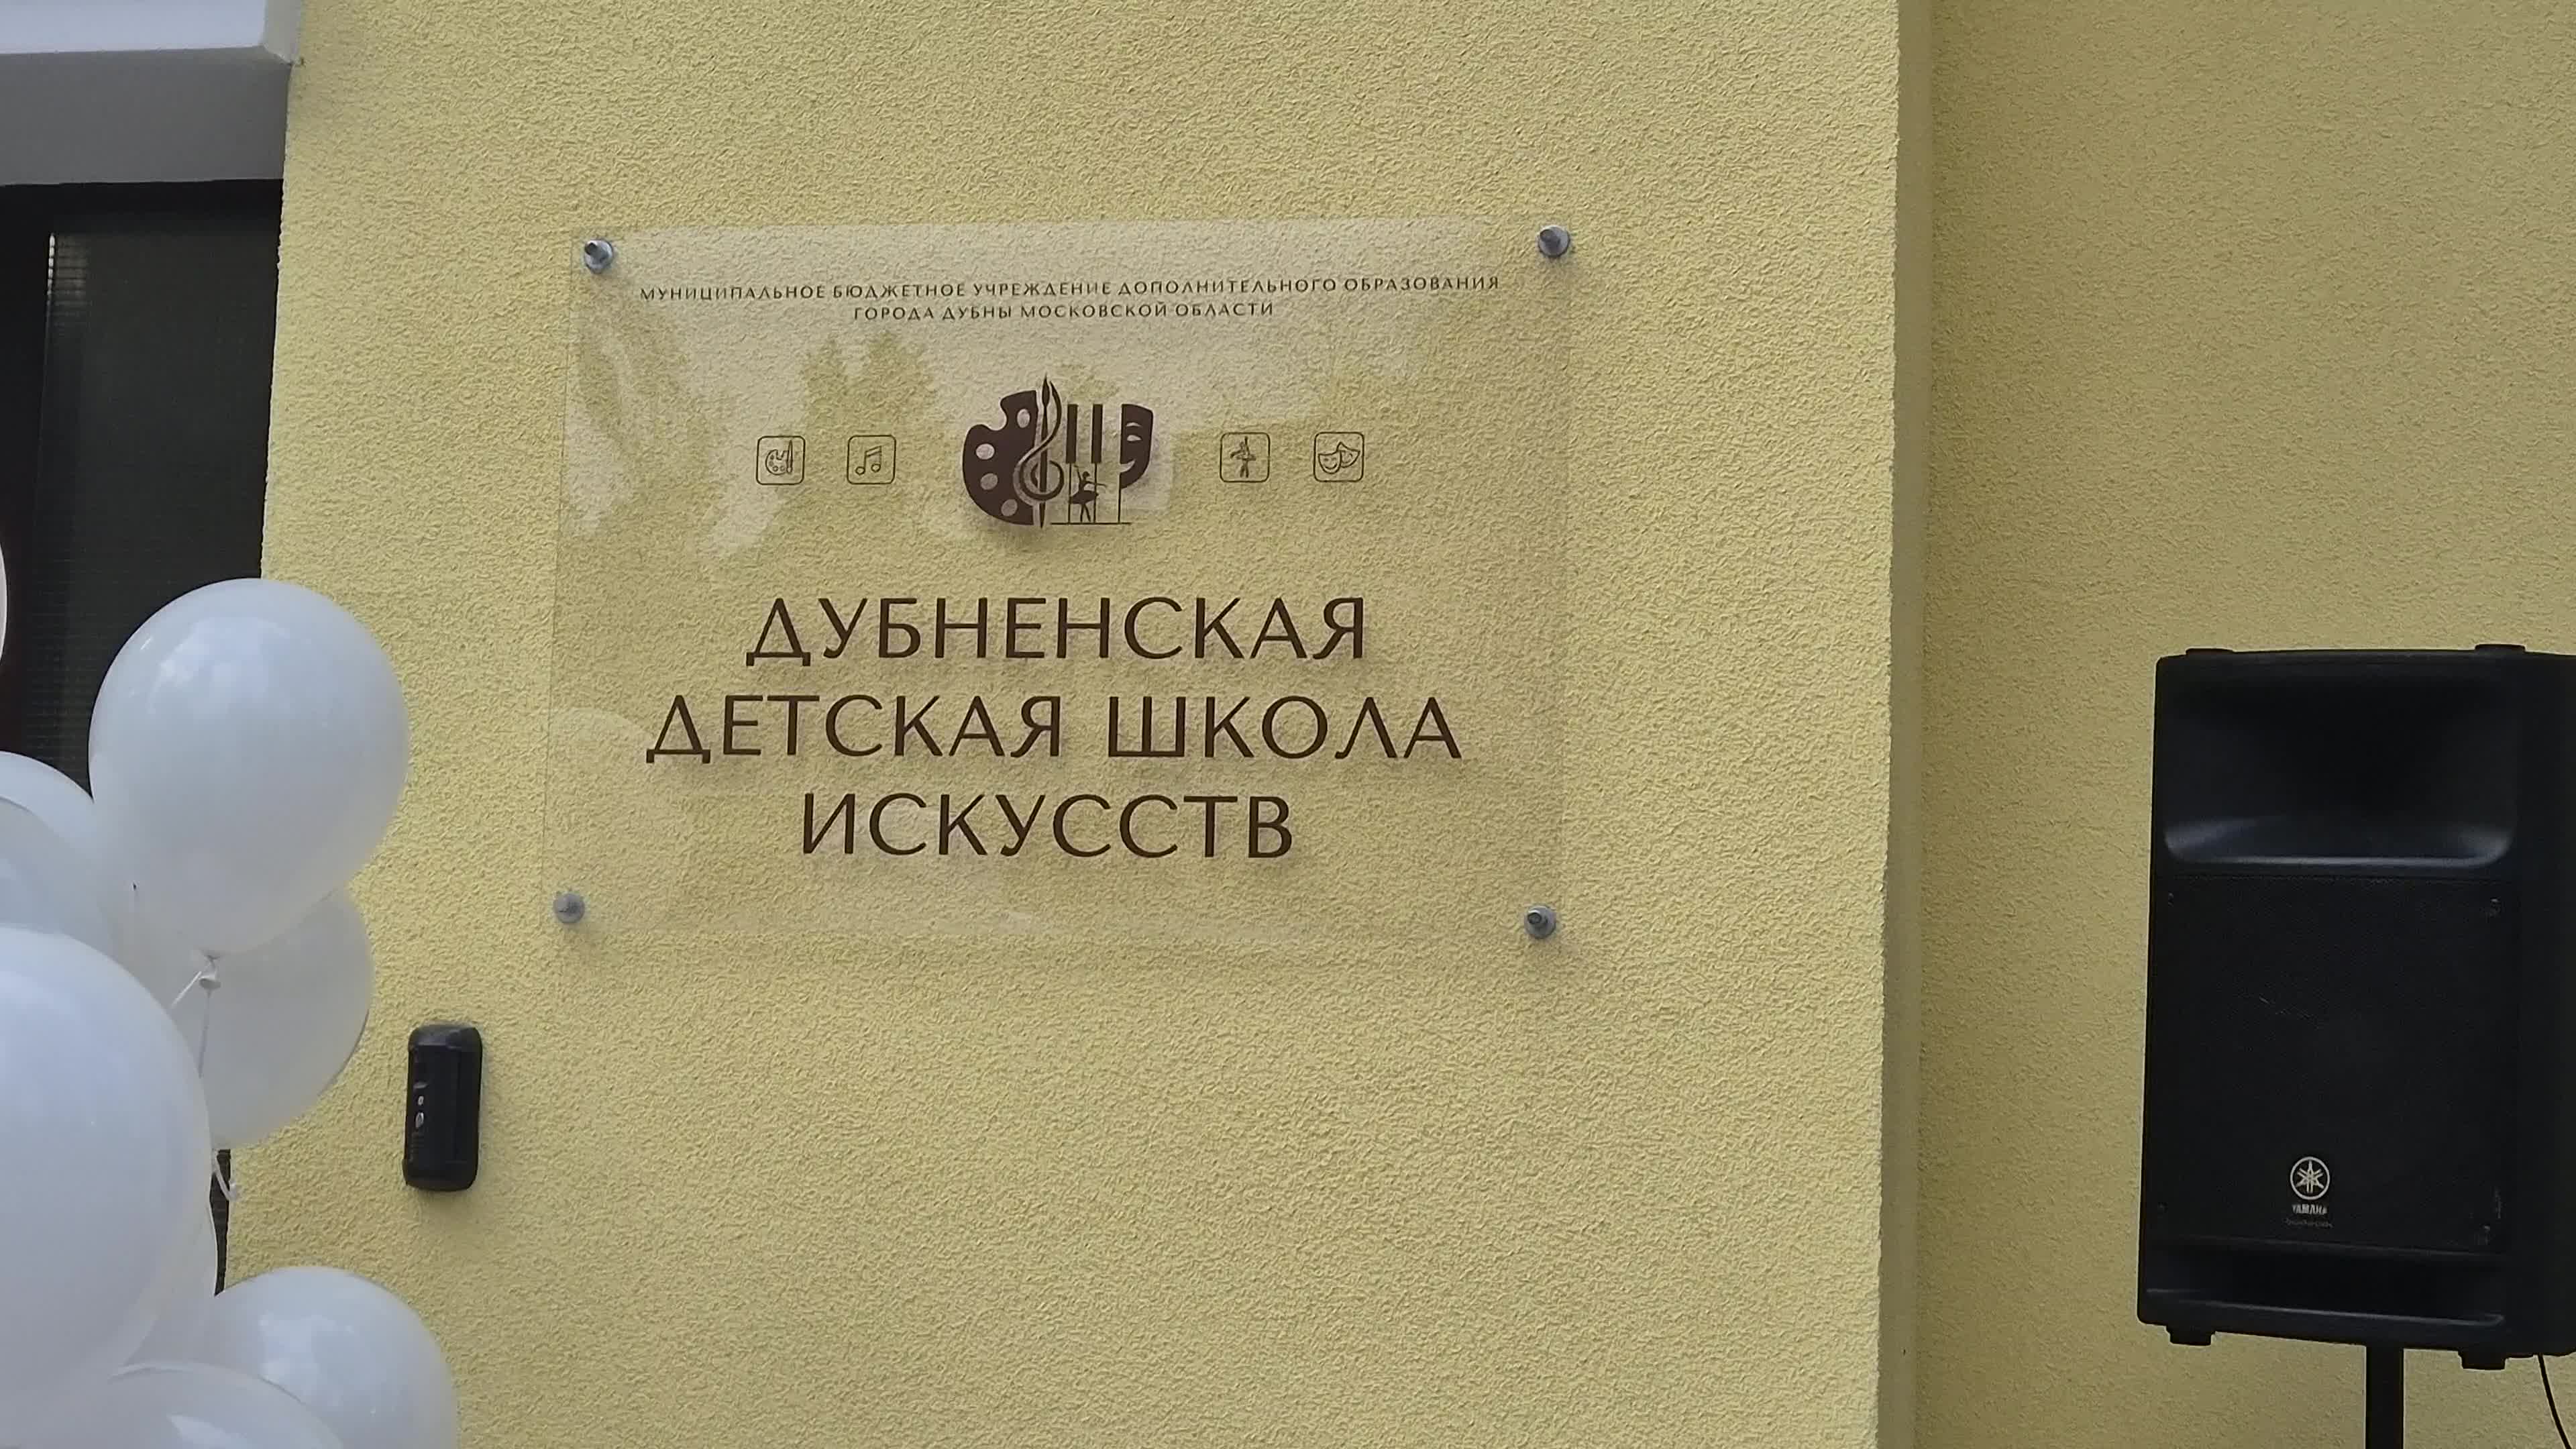 МУНИЦИПАЛЬНОЕ БЮДЖЕТНОЕ УЧРЕЖДЕНИЕ ДОПОЛНИТЕЛЬНОГО ОБРАЗОВАНИЯ
ГОРОДА ДУБНЫ МОСКОВСКОЙ ОБЛАСТИ
ДУБНЕНСКАЯ
ДЕТСКАЯ ШКОЛА
ИСКУССТВ
YAMAHA